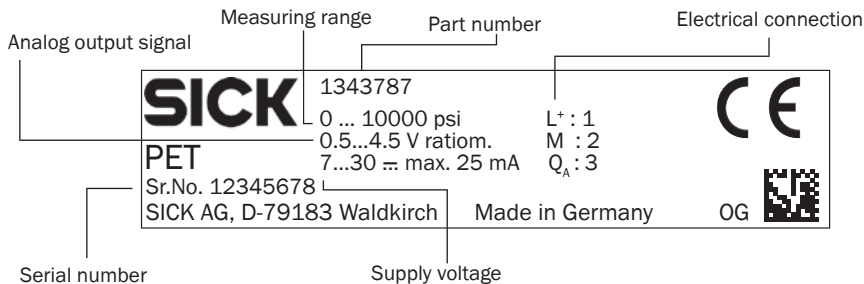 Measuring range
Part number
Electrical connection
Analog output signal
SICK
1343787
0 ... 10000 psi
L+ : 1
CE
0.5...4.5 V ratiom.
M : 2
PET
7...30 ⎓ max. 25 mA
QA : 3
Sr.No. 12345678
SICK AG, D-79183 Waldkirch Made in Germany OG
Serial number
Supply voltage